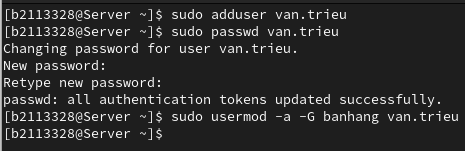 [b2113328@Server ~]$ sudo adduser van.trieu
[b2113328@Server ~]$ sudo passwd van.trieu
Changing password for user van.trieu.
New password:
Retype new password:
passwd: all authentication tokens updated successfully.
[b2113328@Server ~]$ sudo usermod -a -G banhang van.trieu
[b2113328@Server ~]$